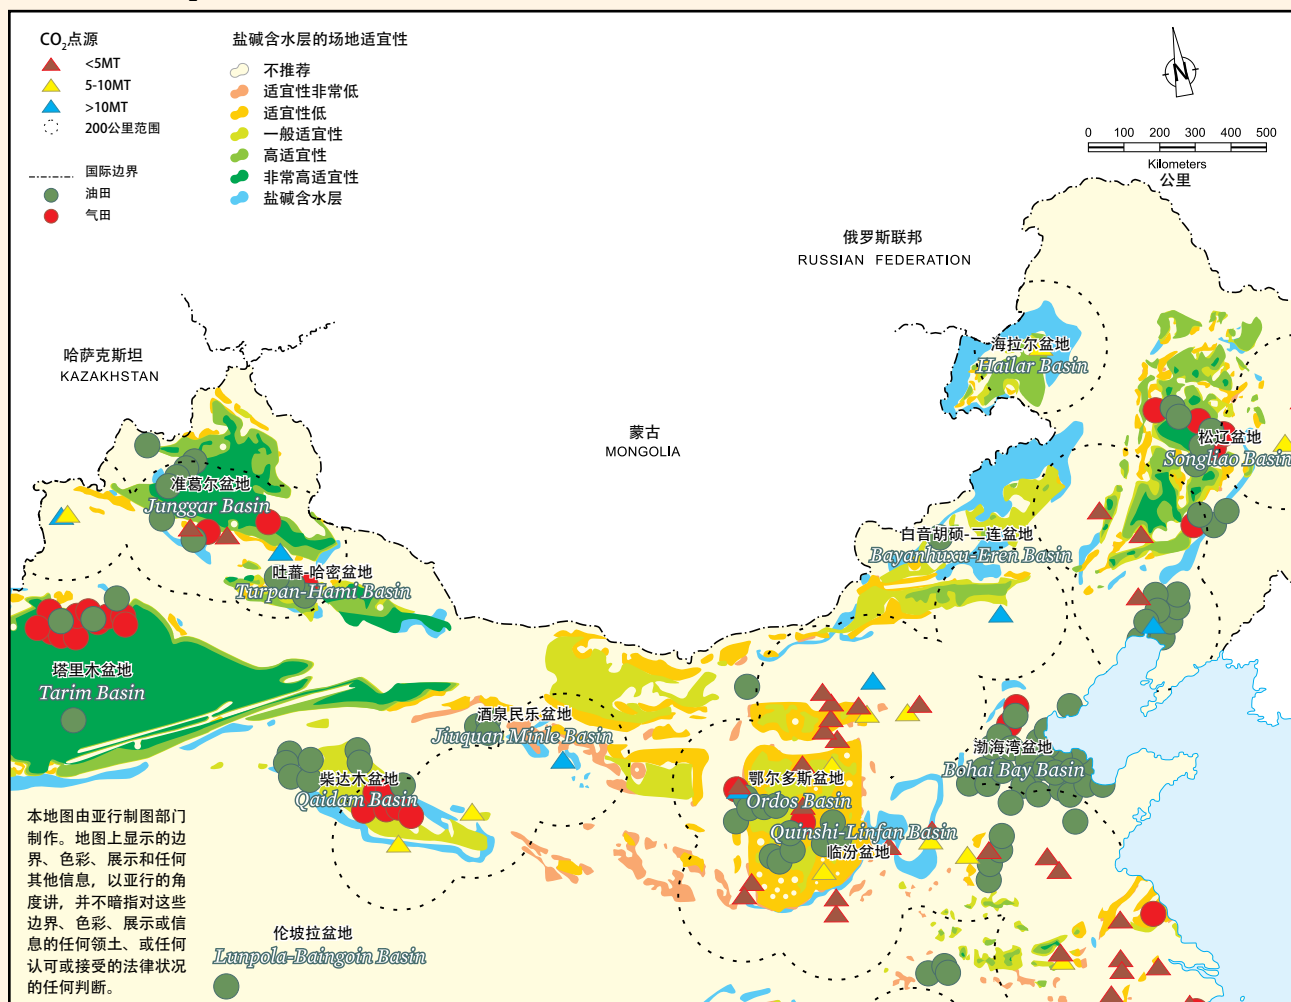 CO2点源
<5MT
5-10MT
>10MT
200公里范围
国际边界
油田
气田
盐碱含水层的场地适宜性
不推荐
适宜性非常低
适宜性低
一般适宜性
高适宜性
非常高适宜性
盐碱含水层
N
0 100 200 300 400 500
Kilometers
公里
俄罗斯联邦
RUSSIAN FEDERATION
哈萨克斯坦
KAZAKHSTAN
蒙古
MONGOLIA
海拉尔盆地
Hailar Basin
松辽盆地
Songliao Basin
准葛尔盆地
Junggar Basin
白音胡硕-二连盆地
Bayanhuxu-Eren Basin
吐蕃-哈密盆地
Turpan-Hami Basin
塔里木盆地
Tarim Basin
酒泉民乐盆地
Jiuquan Minle Basin
渤海湾盆地
Bohai Bay Basin
柴达木盆地
Qaidam Basin
鄂尔多斯盆地
Ordos Basin
Quinshi-Linfan Basin
临汾盆地
本地图由亚行制图部门
制作。地图上显示的边
界、色彩、展示和任何
其他信息，以亚行的角
度讲，并不暗指对这些
边界、色彩、展示或信
息的任何领土、或任何
认可或接受的法律状况
的任何判断。
伦坡拉盆地
Lunpola-Baingoin Basin